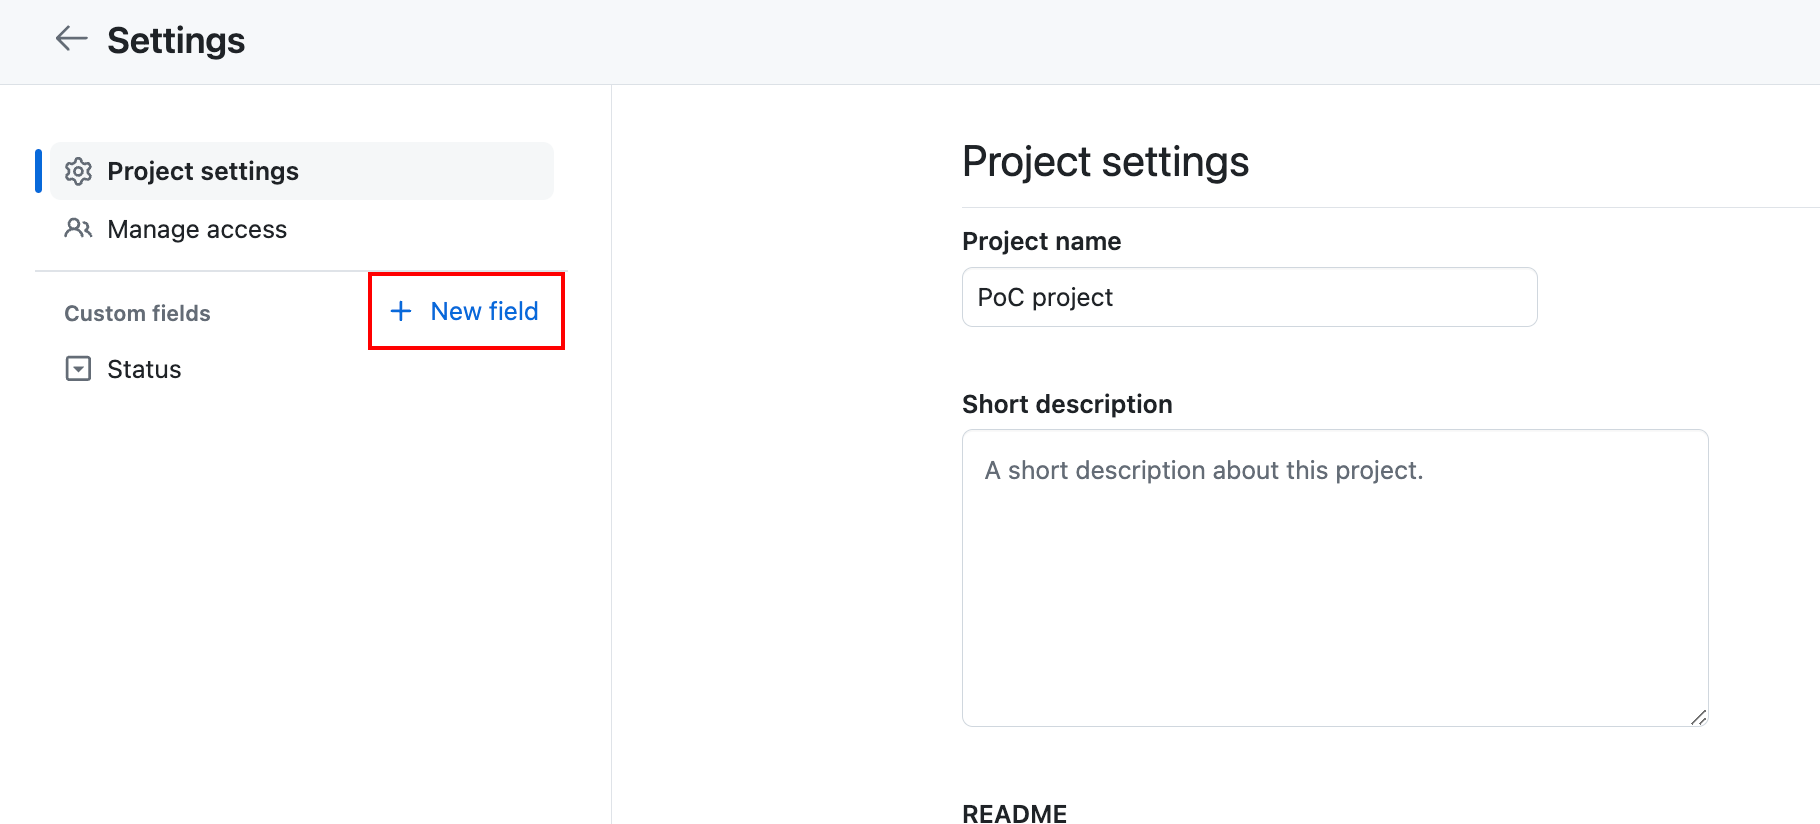 Settings
Project settings
Manage access
Custom fields
New field
Status
Project settings
Project name
PoC project
Short description
A short description about this project.
README